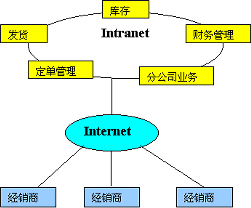 库存
发货
Intranet
财务管理
定单管理
分公司业务
Internet
经销商
经销商
经销商